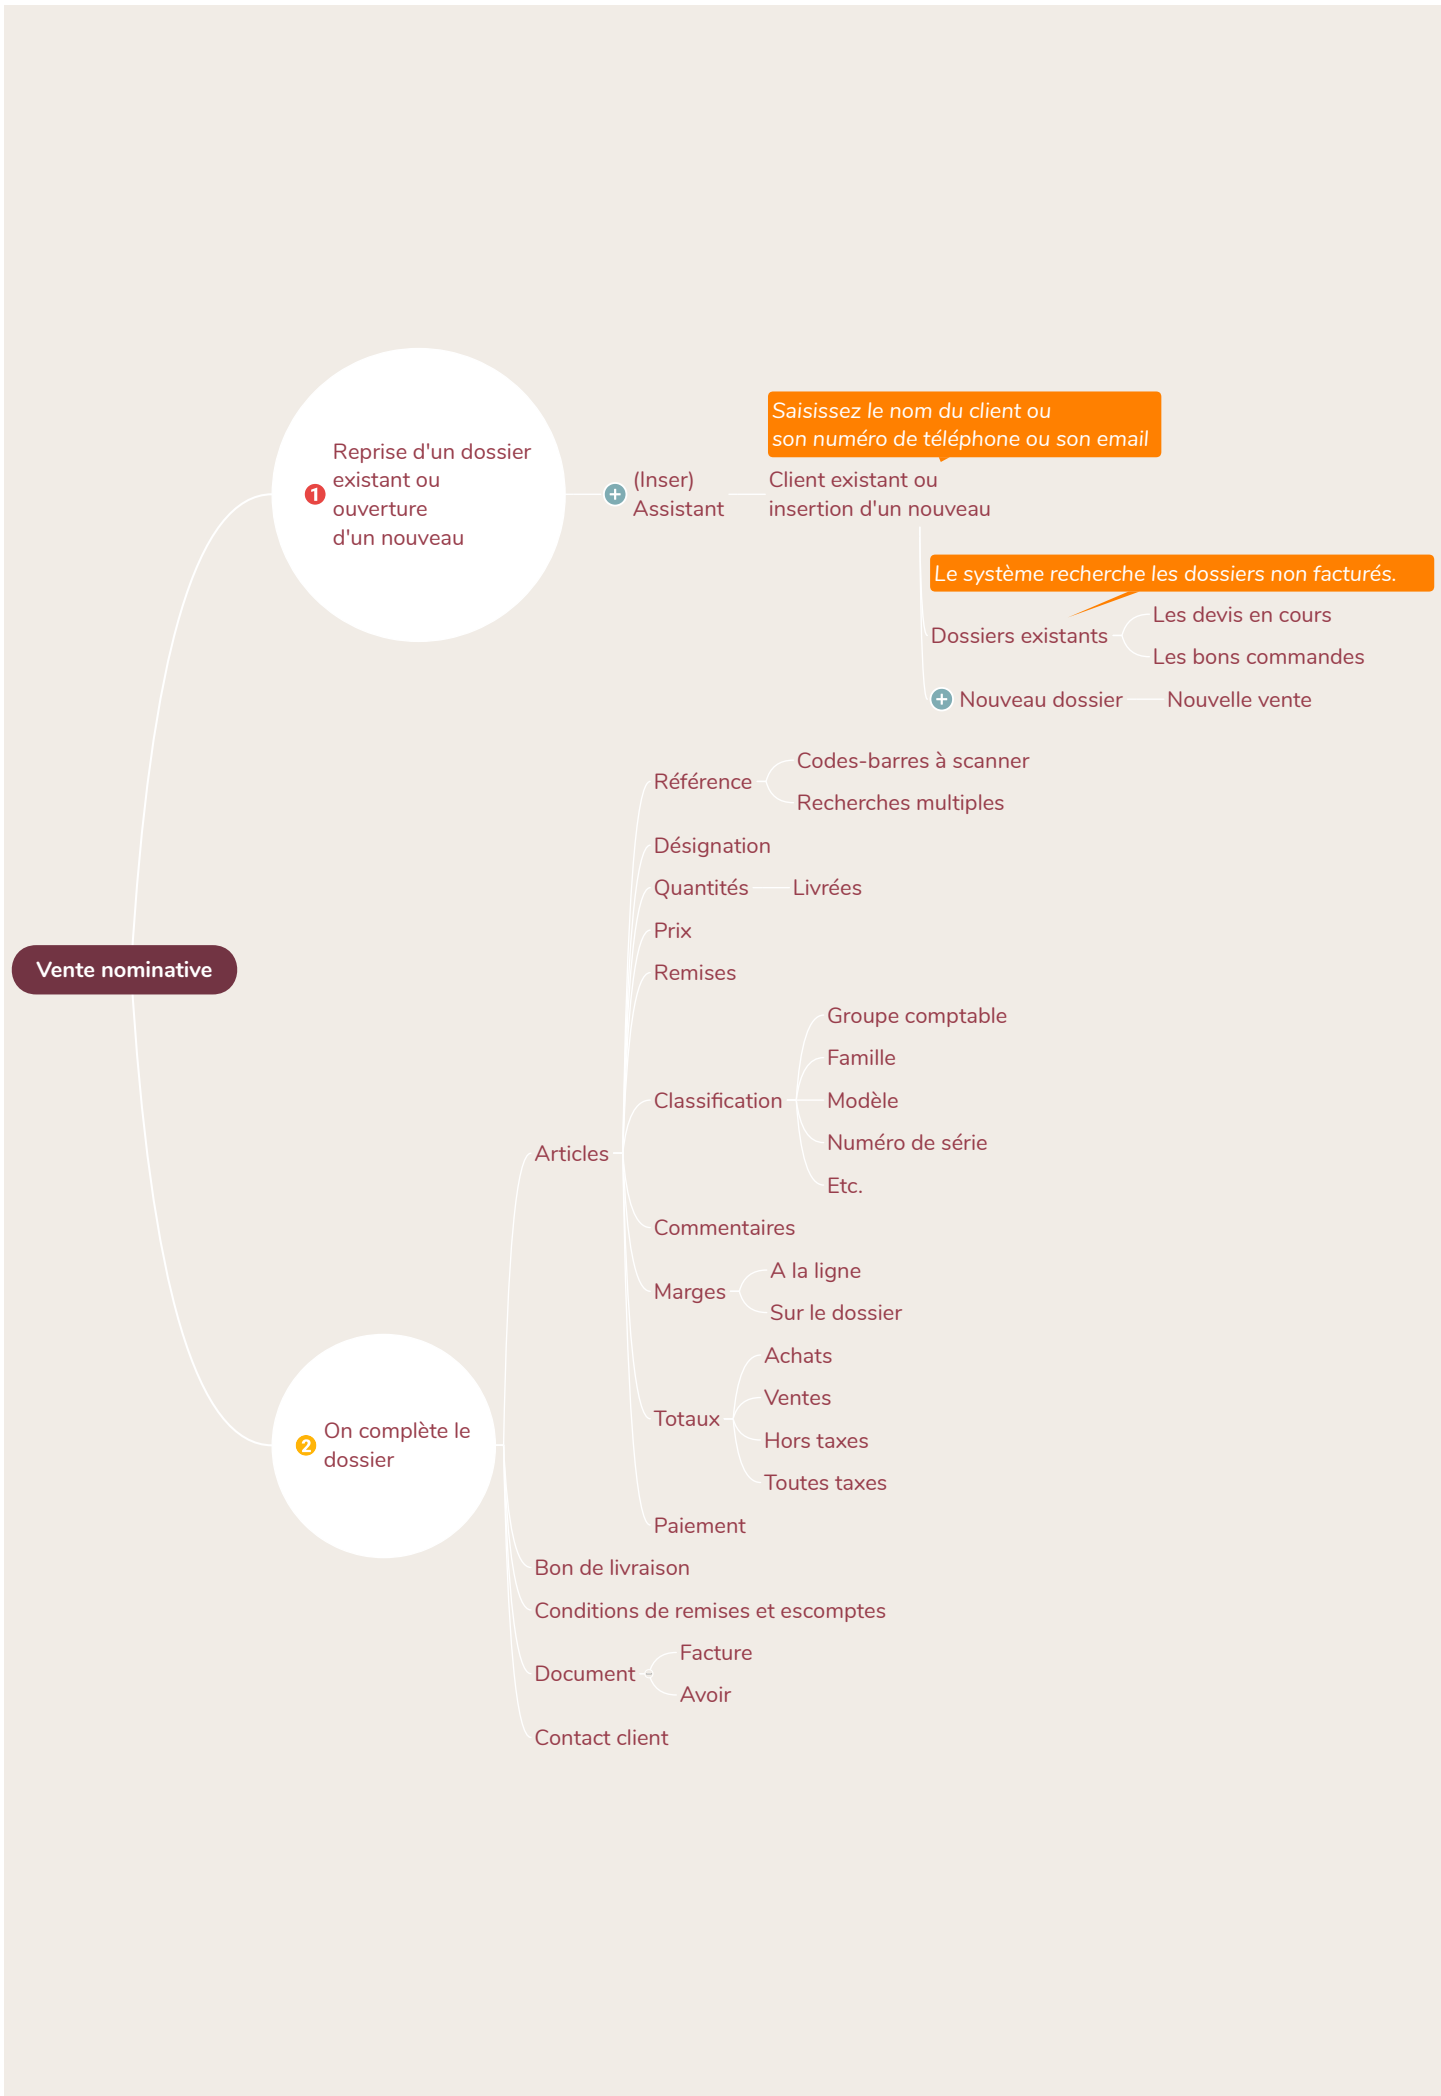 Saisissez le nom du client ou
son numéro de téléphone ou son email
Reprise d'un dossier
existant ou
ouverture
d'un nouveau
1
(Inser)
Assistant
Client existant ou
insertion d'un nouveau
Le système recherche les dossiers non facturés.
Dossiers existants
Les devis en cours
Les bons commandes
Nouveau dossier
Nouvelle vente
Vente nominative
2
On complète le
dossier
Articles
Référence
Codes-barres à scanner
Recherches multiples
Désignation
Quantités
Livrées
Prix
Remises
Classification
Groupe comptable
Famille
Modèle
Numéro de série
Etc.
Commentaires
Marges
A la ligne
Sur le dossier
Totaux
Achats
Ventes
Hors taxes
Toutes taxes
Paiement
Bon de livraison
Conditions de remises et escomptes
Document
Facture
Avoir
Contact client